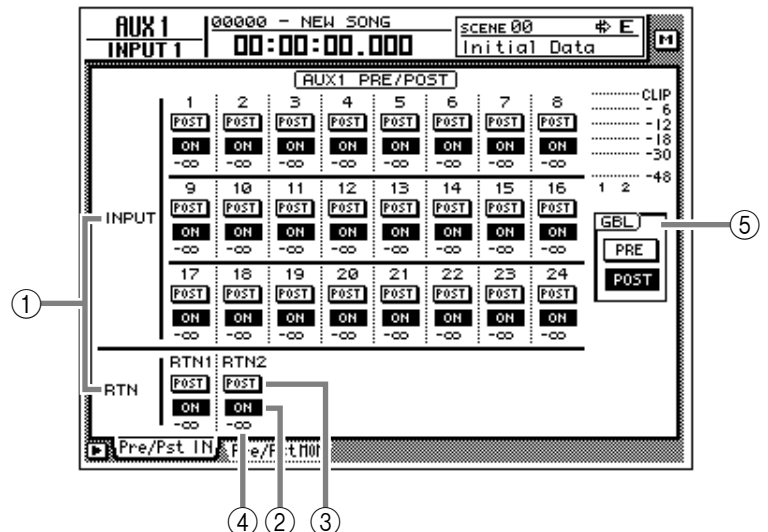 AUX 1
INPUT 1
00000 - NEW SONG
00:00:00.000
SCENE 00 E
Initial Data
M
AUX1 PRE/POST
1 2 3 4 5 6 7 8
POST POST POST POST POST POST POST POST
ON ON ON ON ON ON ON ON
-∞ -∞ -∞ -∞ -∞ -∞ -∞ -∞
INPUT
9 10 11 12 13 14 15 16
POST POST POST POST POST POST POST POST
ON ON ON ON ON ON ON ON
-∞ -∞ -∞ -∞ -∞ -∞ -∞ -∞
17 18 19 20 21 22 23 24
POST POST POST POST POST POST POST POST
ON ON ON ON ON ON ON ON
-∞ -∞ -∞ -∞ -∞ -∞ -∞ -∞
RTN
RTN1 RTN2
POST POST
ON ON
-∞ -∞
CLIP
- 6
-12
-18
-30
-48
1 2
GBL
PRE
POST
Pre/Pst IN
①
⑤
④ ② ③